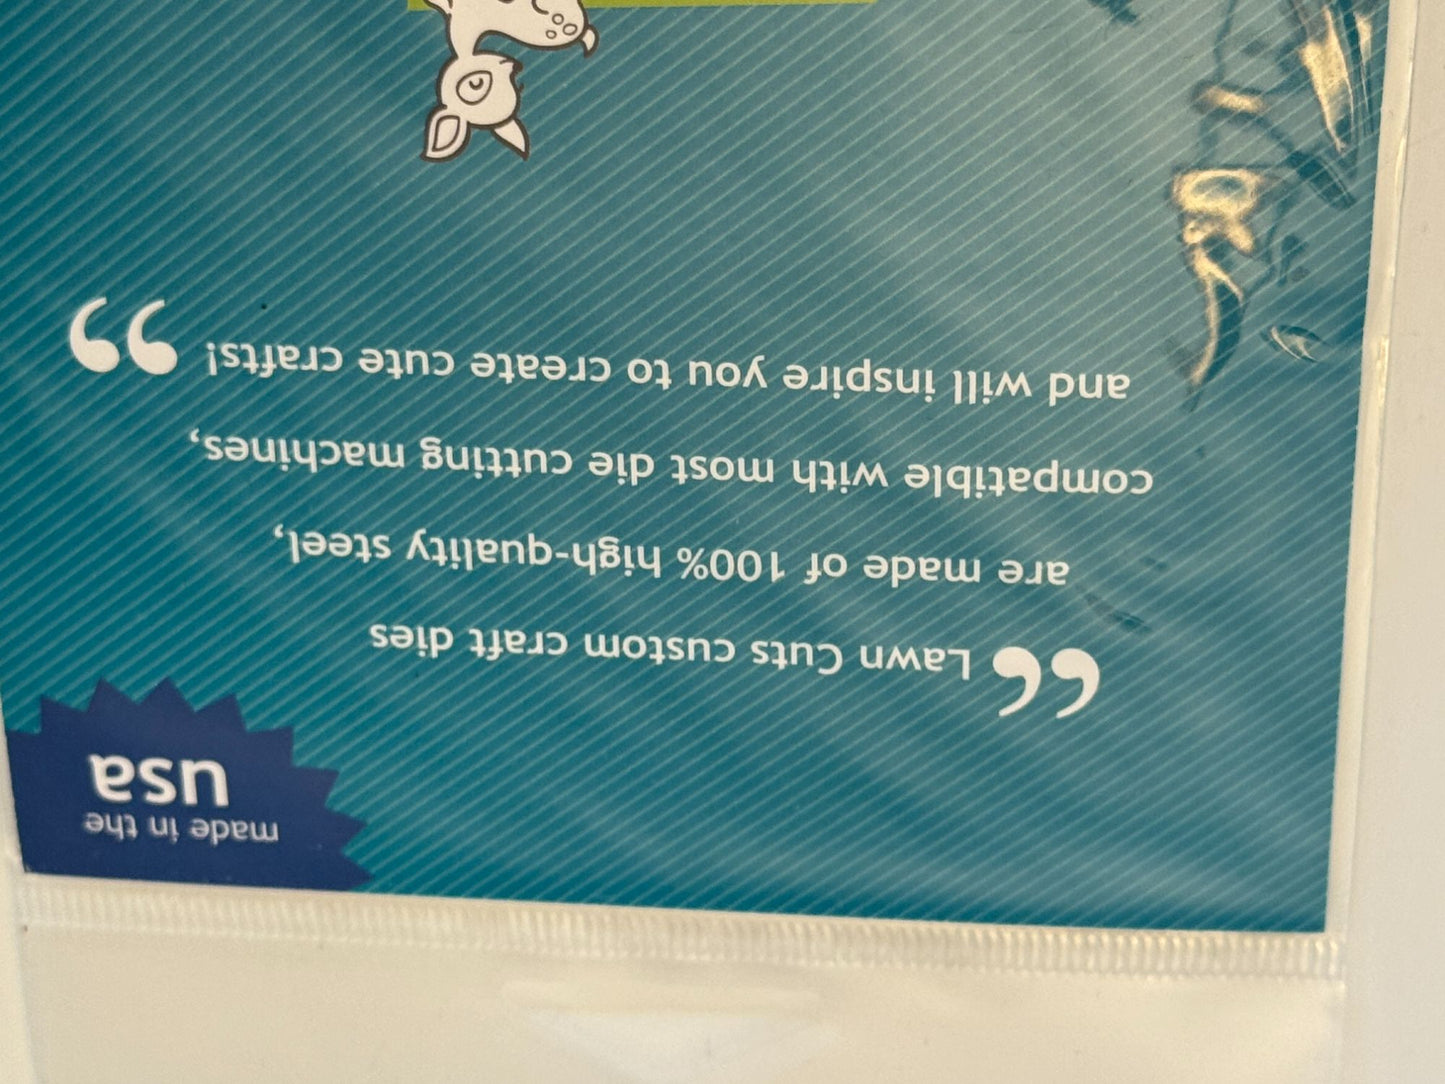 made in the
usa
“ Lawn Cuts custom craft dies
are made of 100% high-quality steel,
compatible with most die cutting machines,
and will inspire you to create cute crafts! ”